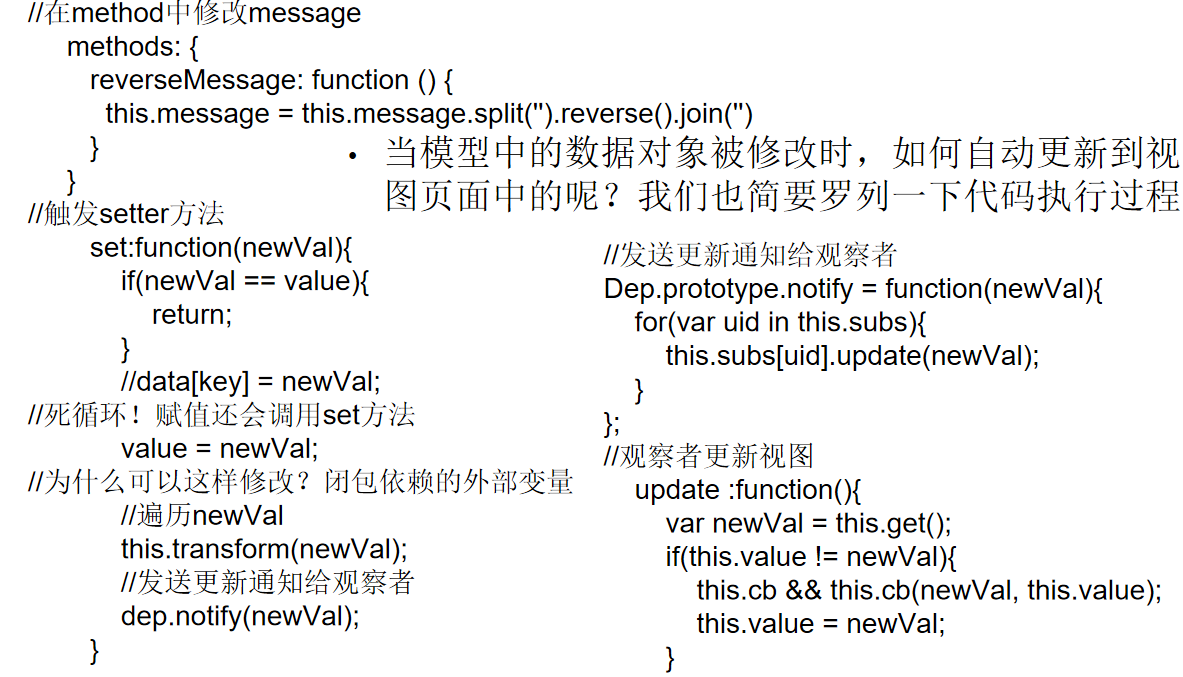 //在method中修改message
methods: {
reverseMessage: function () {
this.message = this.message.split('').reverse().join('')
}
}
• 当模型中的数据对象被修改时，如何自动更新到视
图页面中的呢？我们也简要罗列一下代码执行过程
//触发setter方法
set:function(newVal){
if(newVal == value){
return;
}
//data[key] = newVal;
//死循环！赋值还会调用set方法
value = newVal;
//为什么可以这样修改？闭包依赖的外部变量
//遍历newVal
this.transform(newVal);
//发送更新通知给观察者
dep.notify(newVal);
}
//发送更新通知给观察者
Dep.prototype.notify = function(newVal){
for(var uid in this.subs){
this.subs[uid].update(newVal);
}
};
//观察者更新视图
update :function(){
var newVal = this.get();
if(this.value != newVal){
this.cb && this.cb(newVal, this.value);
this.value = newVal;
}